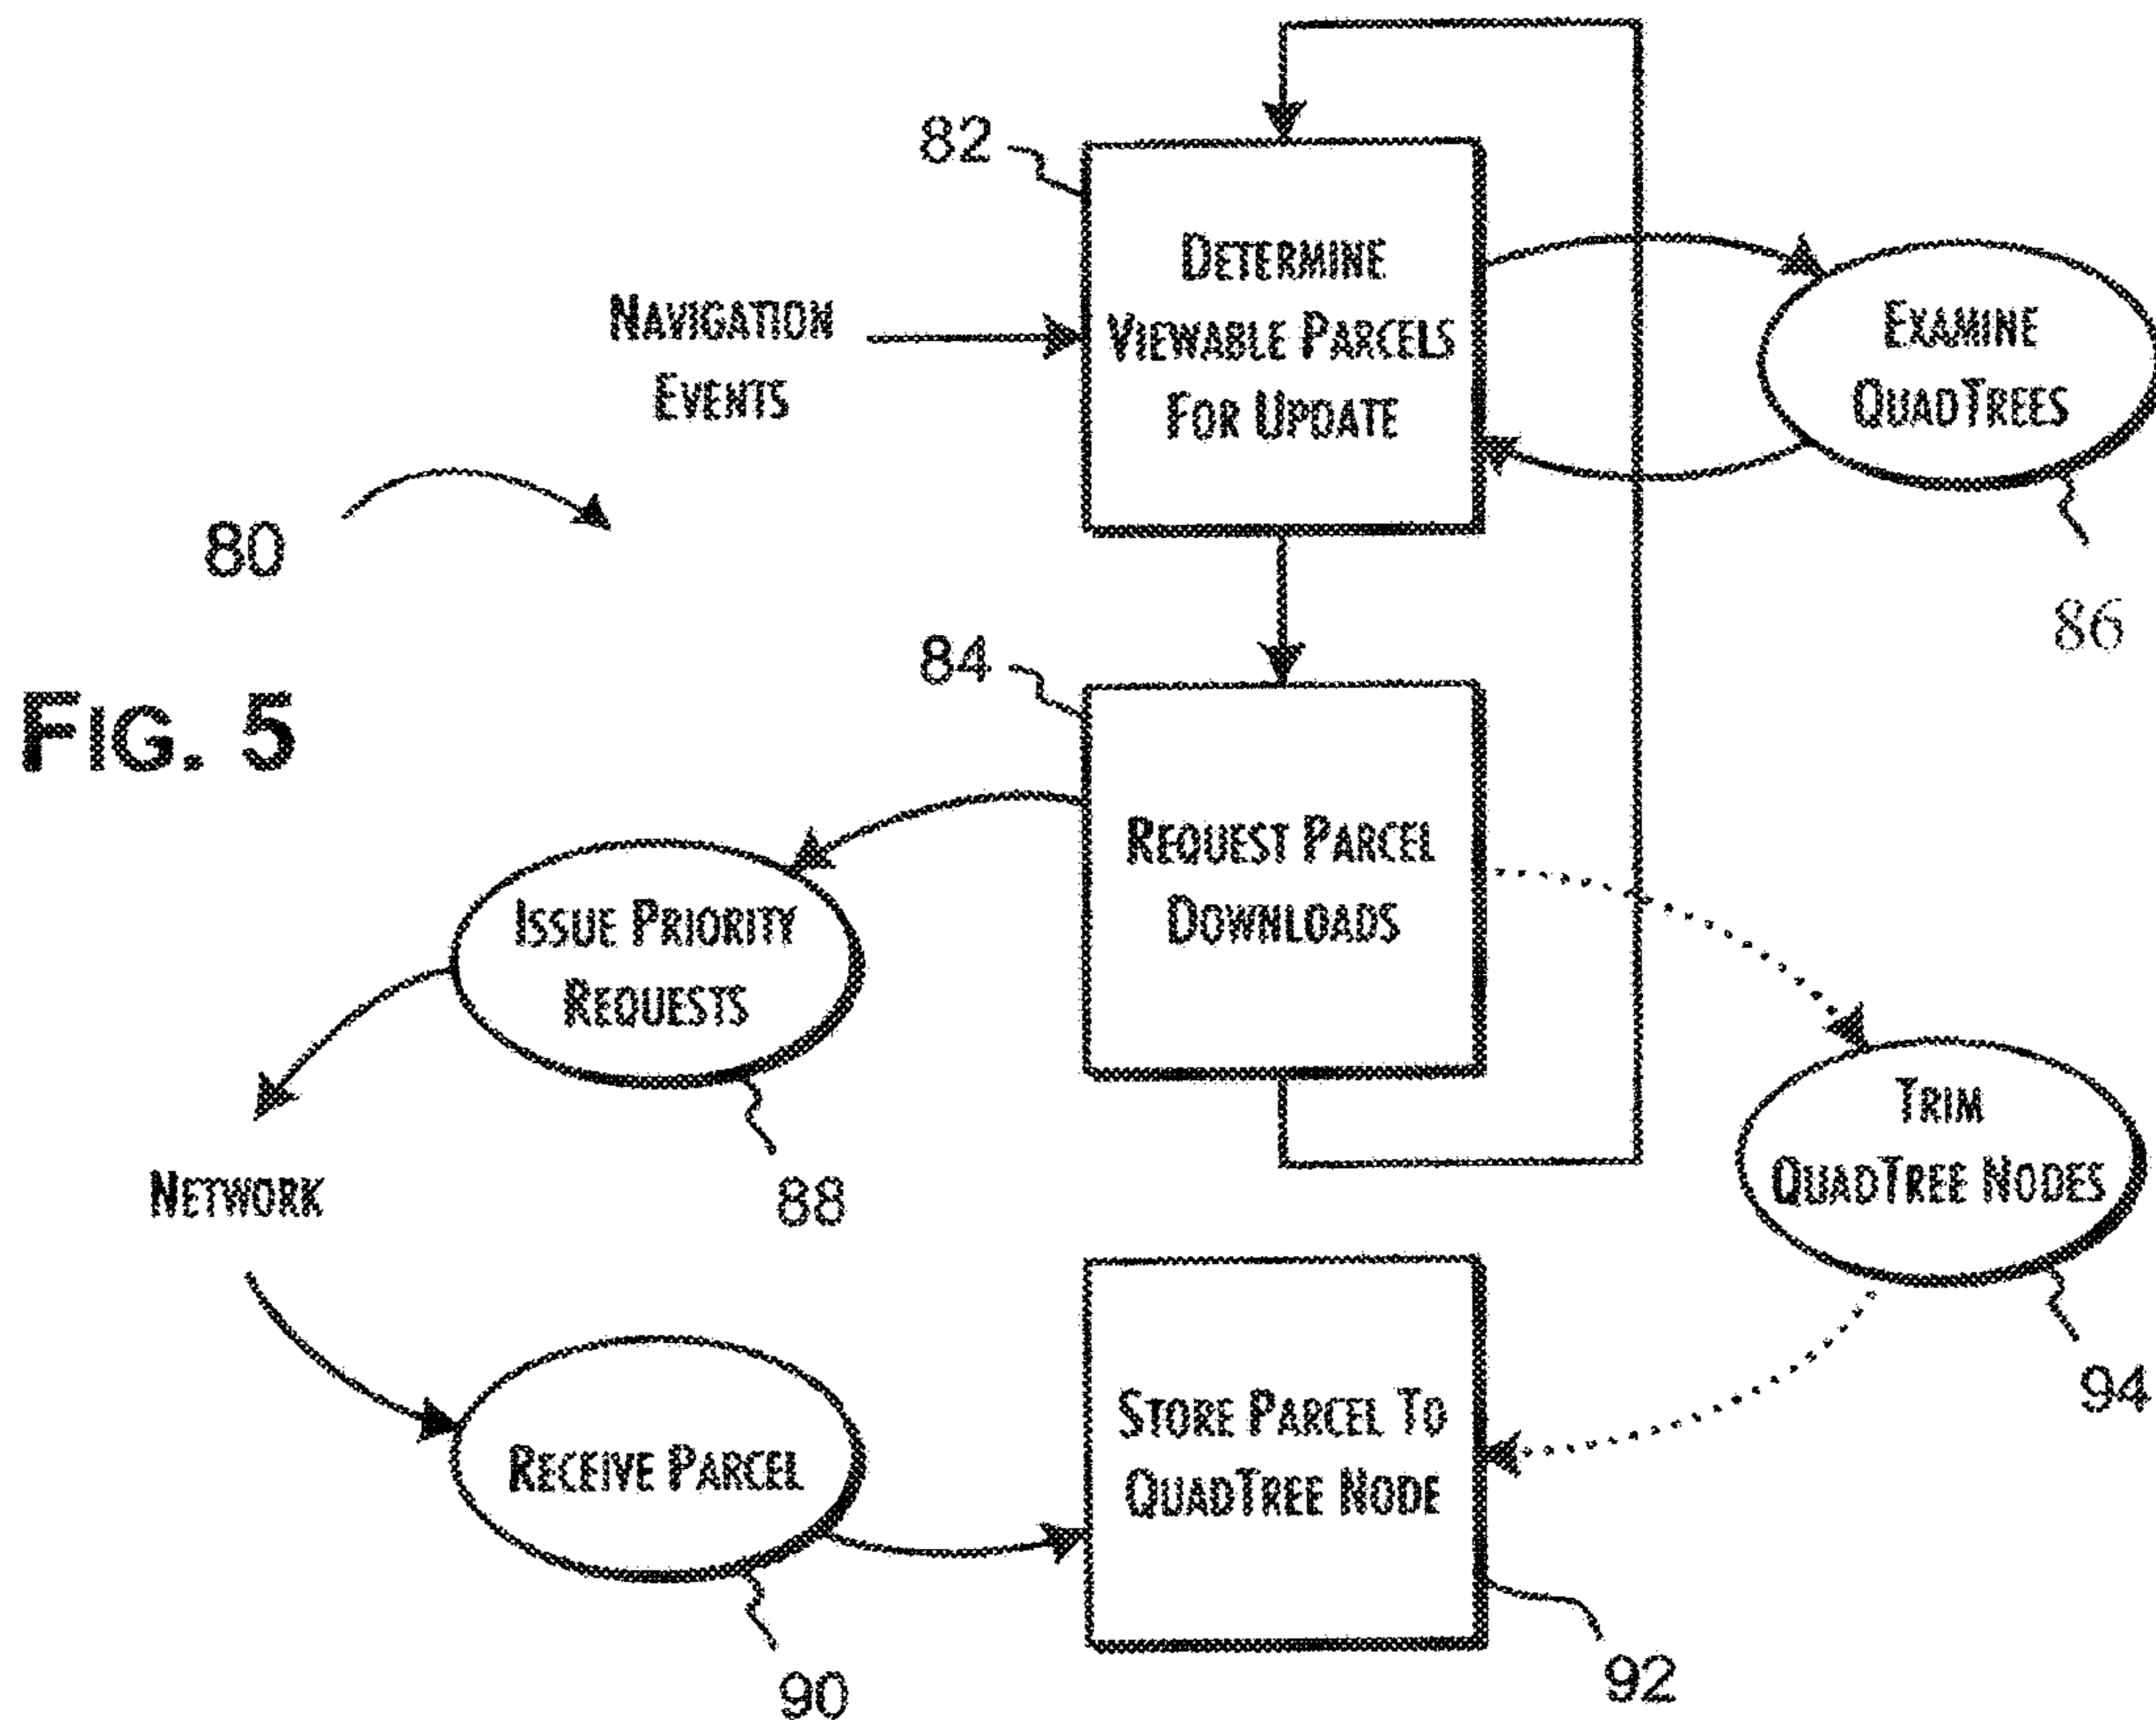 82
DETERMINE
VIEWABLE PARCELS
FOR UPDATE
NAVIGATION
EVENTS
EXAMINE
QUADTREES
86
80
FIG. 5
84
REQUEST PARCEL
DOWNLOADS
ISSUE PRIORITY
REQUESTS
88
NETWORK
TRIM
QUADTREE NODES
94
RECEIVE PARCEL
90
STORE PARCEL TO
QUADTREE NODE
92